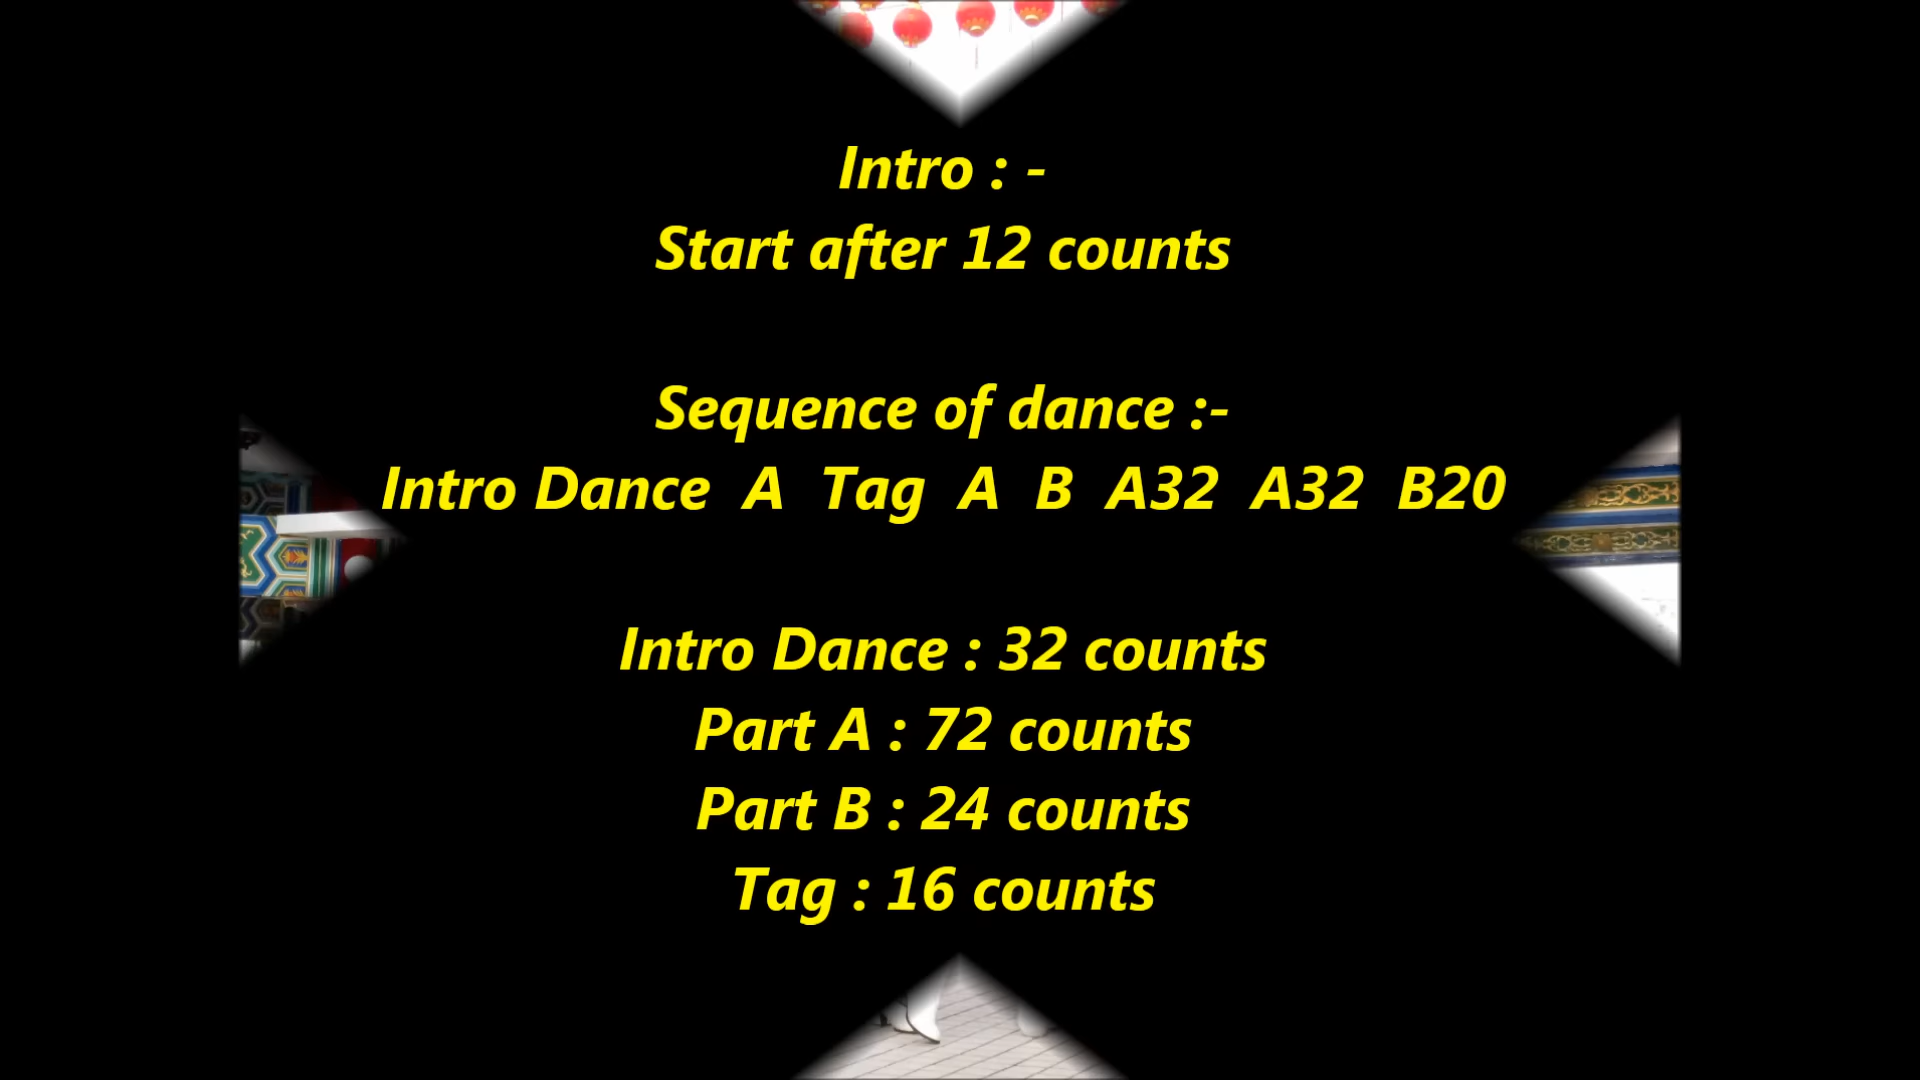 Intro : -
Start after 12 counts
Sequence of dance :-
Intro Dance  A  Tag  A  B  A32  A32  B20
Intro Dance : 32 counts
Part A : 72 counts
Part B : 24 counts
Tag : 16 counts